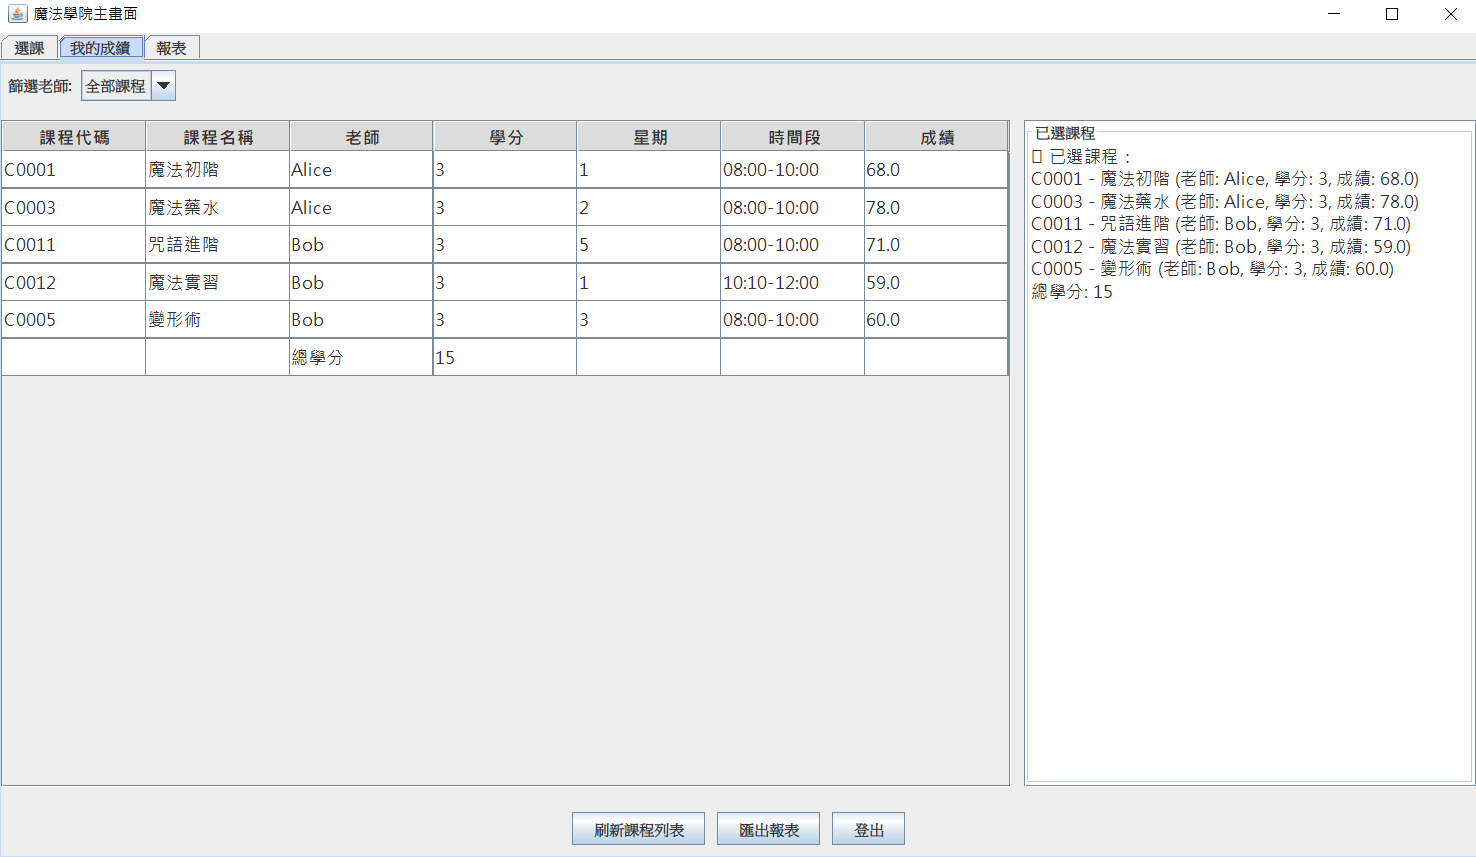 魔法學院主畫面
選課 我的成績 報表
篩選老師: 全部課程
課程代碼 課程名稱 老師 學分 星期 時間段 成績
C0001 魔法初階 Alice 3 1 08:00-10:00 68.0
C0003 魔法藥水 Alice 3 2 08:00-10:00 78.0
C0011 咒語進階 Bob 3 5 08:00-10:00 71.0
C0012 魔法實習 Bob 3 1 10:10-12:00 59.0
C0005 變形術 Bob 3 3 08:00-10:00 60.0
總學分 15
已選課程
已選課程：
C0001 - 魔法初階 (老師: Alice, 學分: 3, 成績: 68.0)
C0003 - 魔法藥水 (老師: Alice, 學分: 3, 成績: 78.0)
C0011 - 咒語進階 (老師: Bob, 學分: 3, 成績: 71.0)
C0012 - 魔法實習 (老師: Bob, 學分: 3, 成績: 59.0)
C0005 - 變形術 (老師: Bob, 學分: 3, 成績: 60.0)
總學分: 15
刷新課程列表 匯出報表 登出